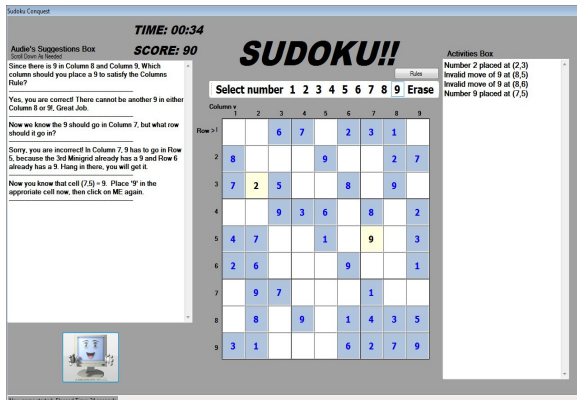 Sudoku Conquest
TIME: 00:34
SCORE: 90
SUDOKU!!
Rules
Audie's Suggestions Box
Scroll Down As Needed
Since there is 9 in Column 8 and Column 9, Which
column should you place a 9 to satisfy the Columns
Rule?
Yes, you are correct! There cannot be another 9 in either
Column 8 or 9!, Great Job.
Now we know the 9 should go in Column 7, but what row
should it go in?
Sorry, you are incorrect! In Column 7, 9 has to go in Row
5, because the 3rd Minigrid already has a 9 and Row 6
already has a 9. Hang in there, you will get it.
Now you know that cell (7,5) = 9. Place '9' in the
approriate cell now, then click on ME again.
Select number 1 2 3 4 5 6 7 8 9 Erase
Column v
1 2 3 4 5 6 7 8 9
Row > 1 6 7 2 3 1
2 8 9 2 7
3 7 2 5 8 9
4 9 3 6 8 2
5 4 7 1 9 3
6 2 6 9 1
7 9 7 1
8 8 9 1 4 3 5
9 3 1 6 2 7 9
Activities Box
Number 2 placed at (2,3)
Invalid move of 9 at (8,5)
Invalid move of 9 at (8,6)
Number 9 placed at (7,5)